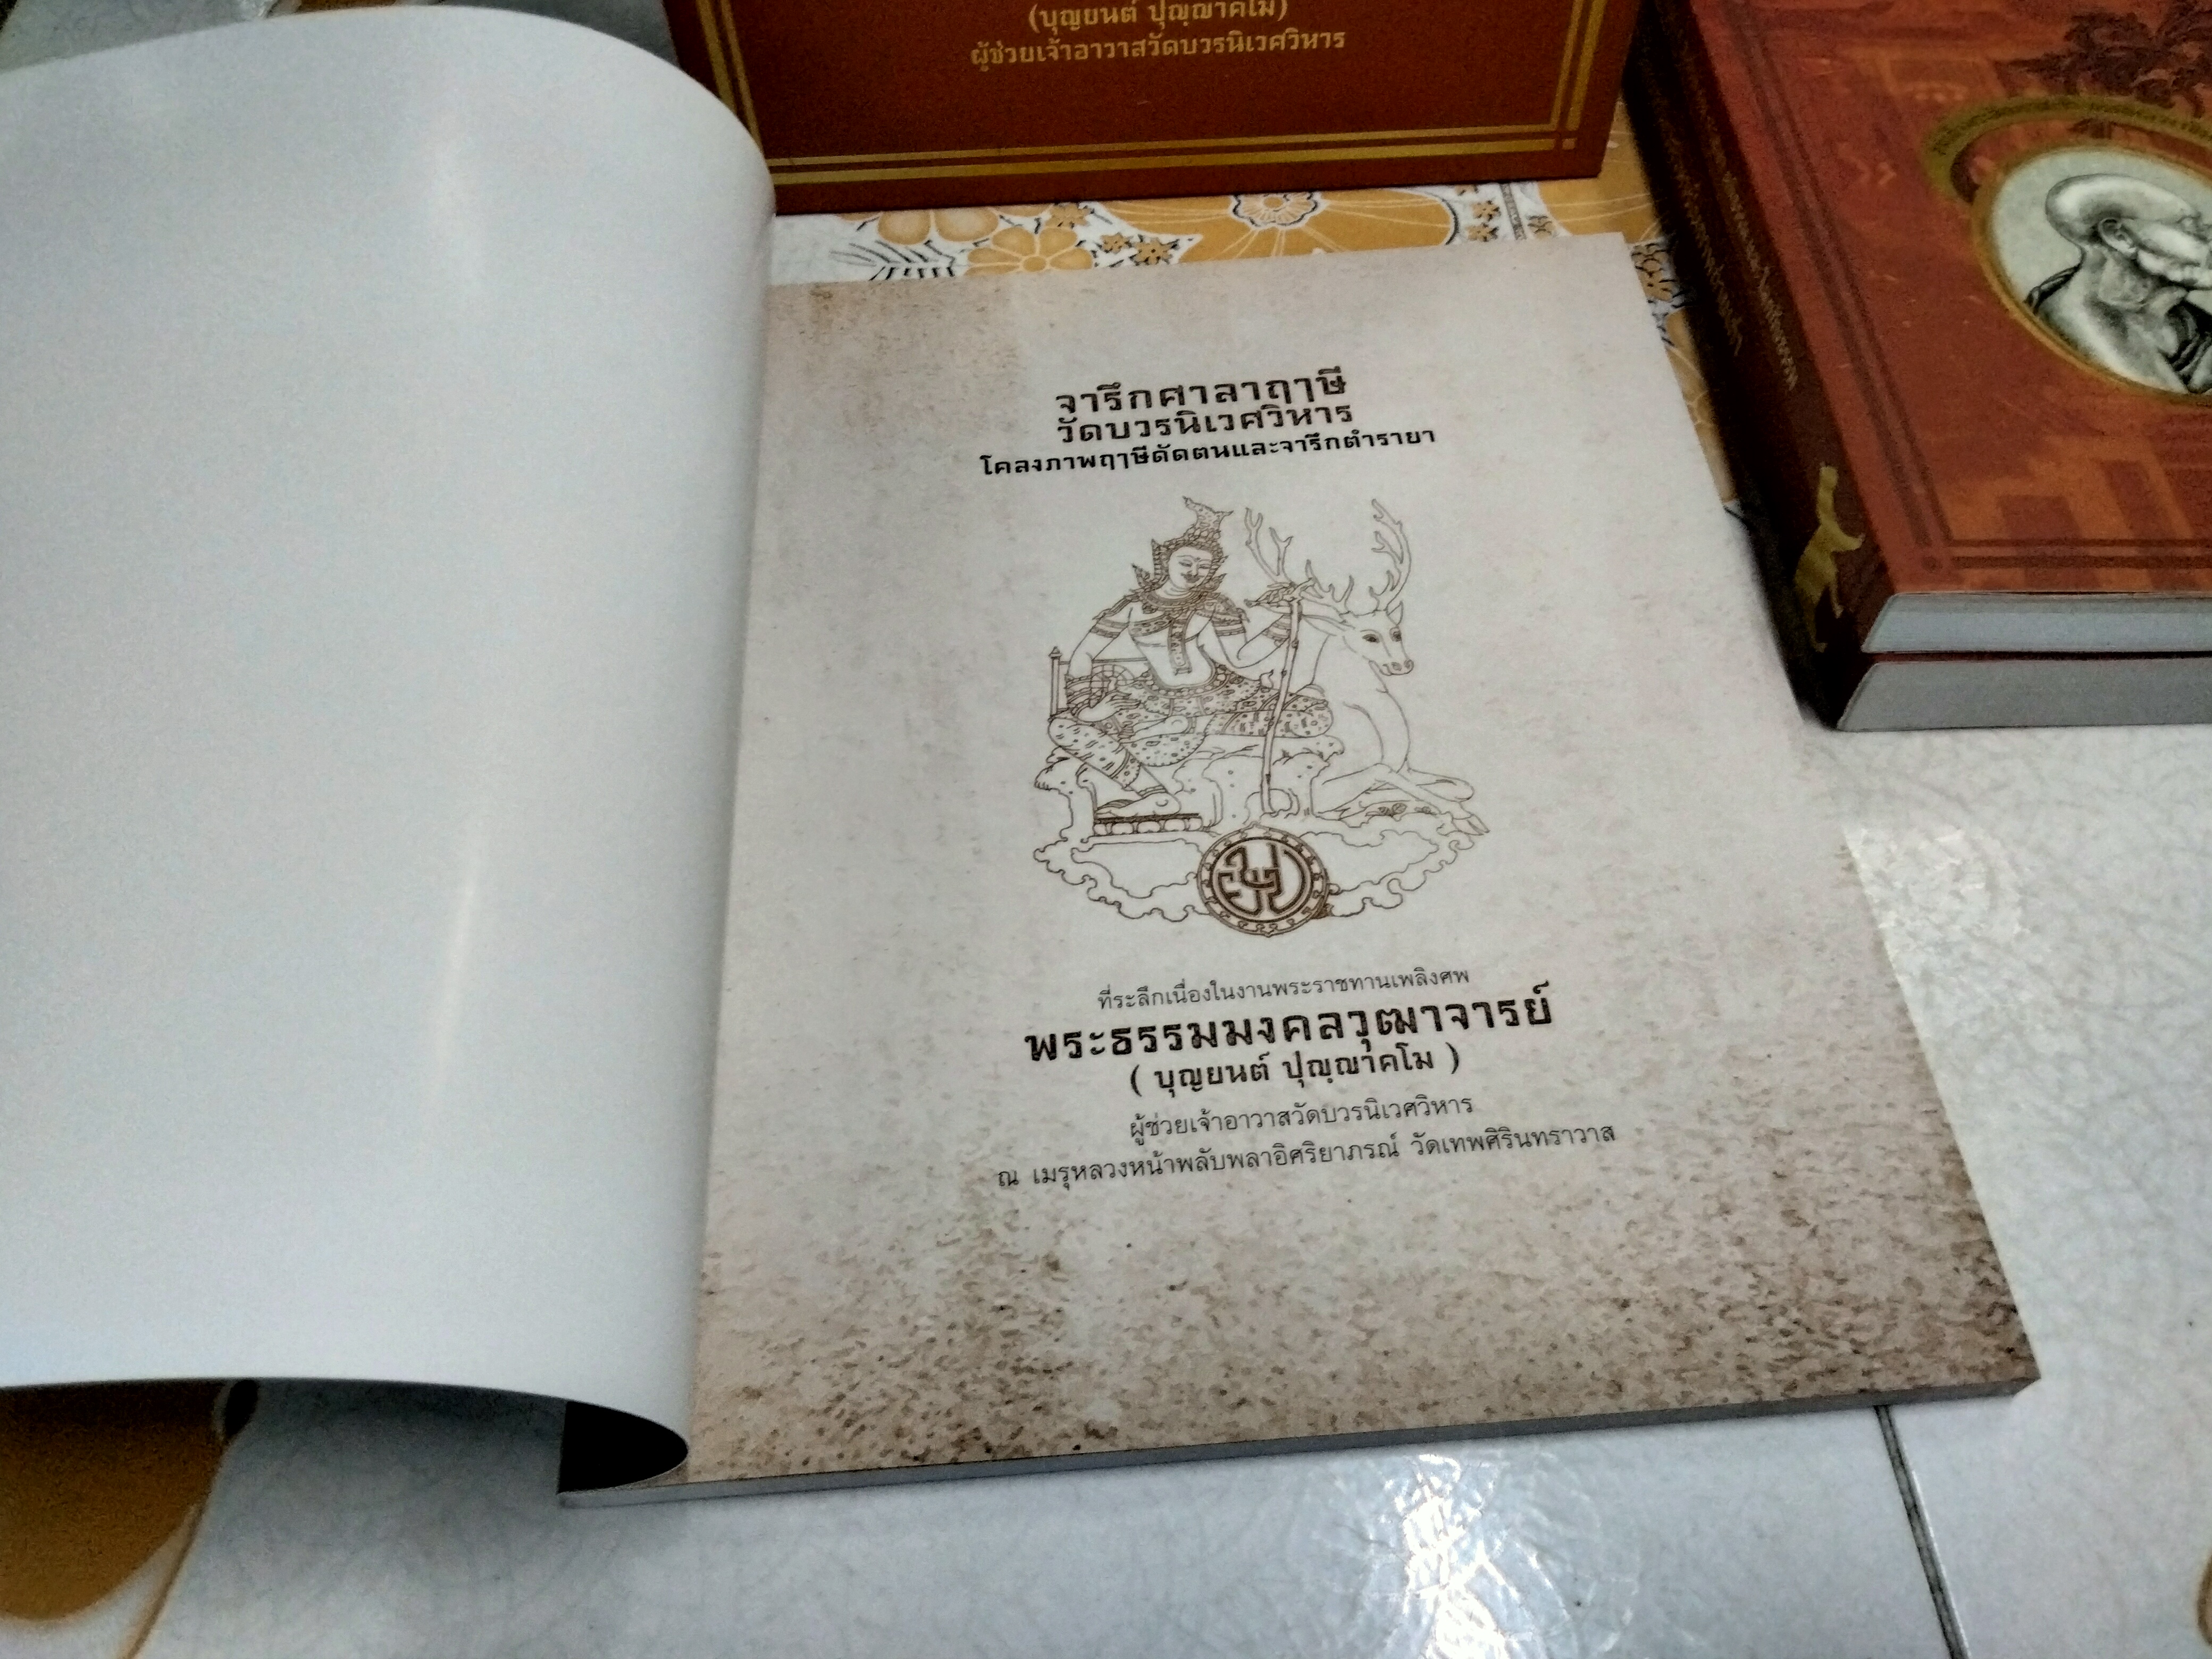 (บุญยนต์ ปุญฺญาคโม)
ผู้ช่วยเจ้าอาวาสวัดบวรนิเวศวิหาร
จารึกศาลาฤๅษี
วัดบวรนิเวศวิหาร
โคลงภาพฤๅษีดัดตนและจารึกตำรายา
ที่ระลึกเนื่องในงานพระราชทานเพลิงศพ
พระธรรมมงคลวุฒาจารย์
( บุญยนต์ ปุญฺญาคโม )
ผู้ช่วยเจ้าอาวาสวัดบวรนิเวศวิหาร
ณ เมรุหลวงหน้าพลับพลาอิศริยาภรณ์ วัดเทพศิรินทราวาส